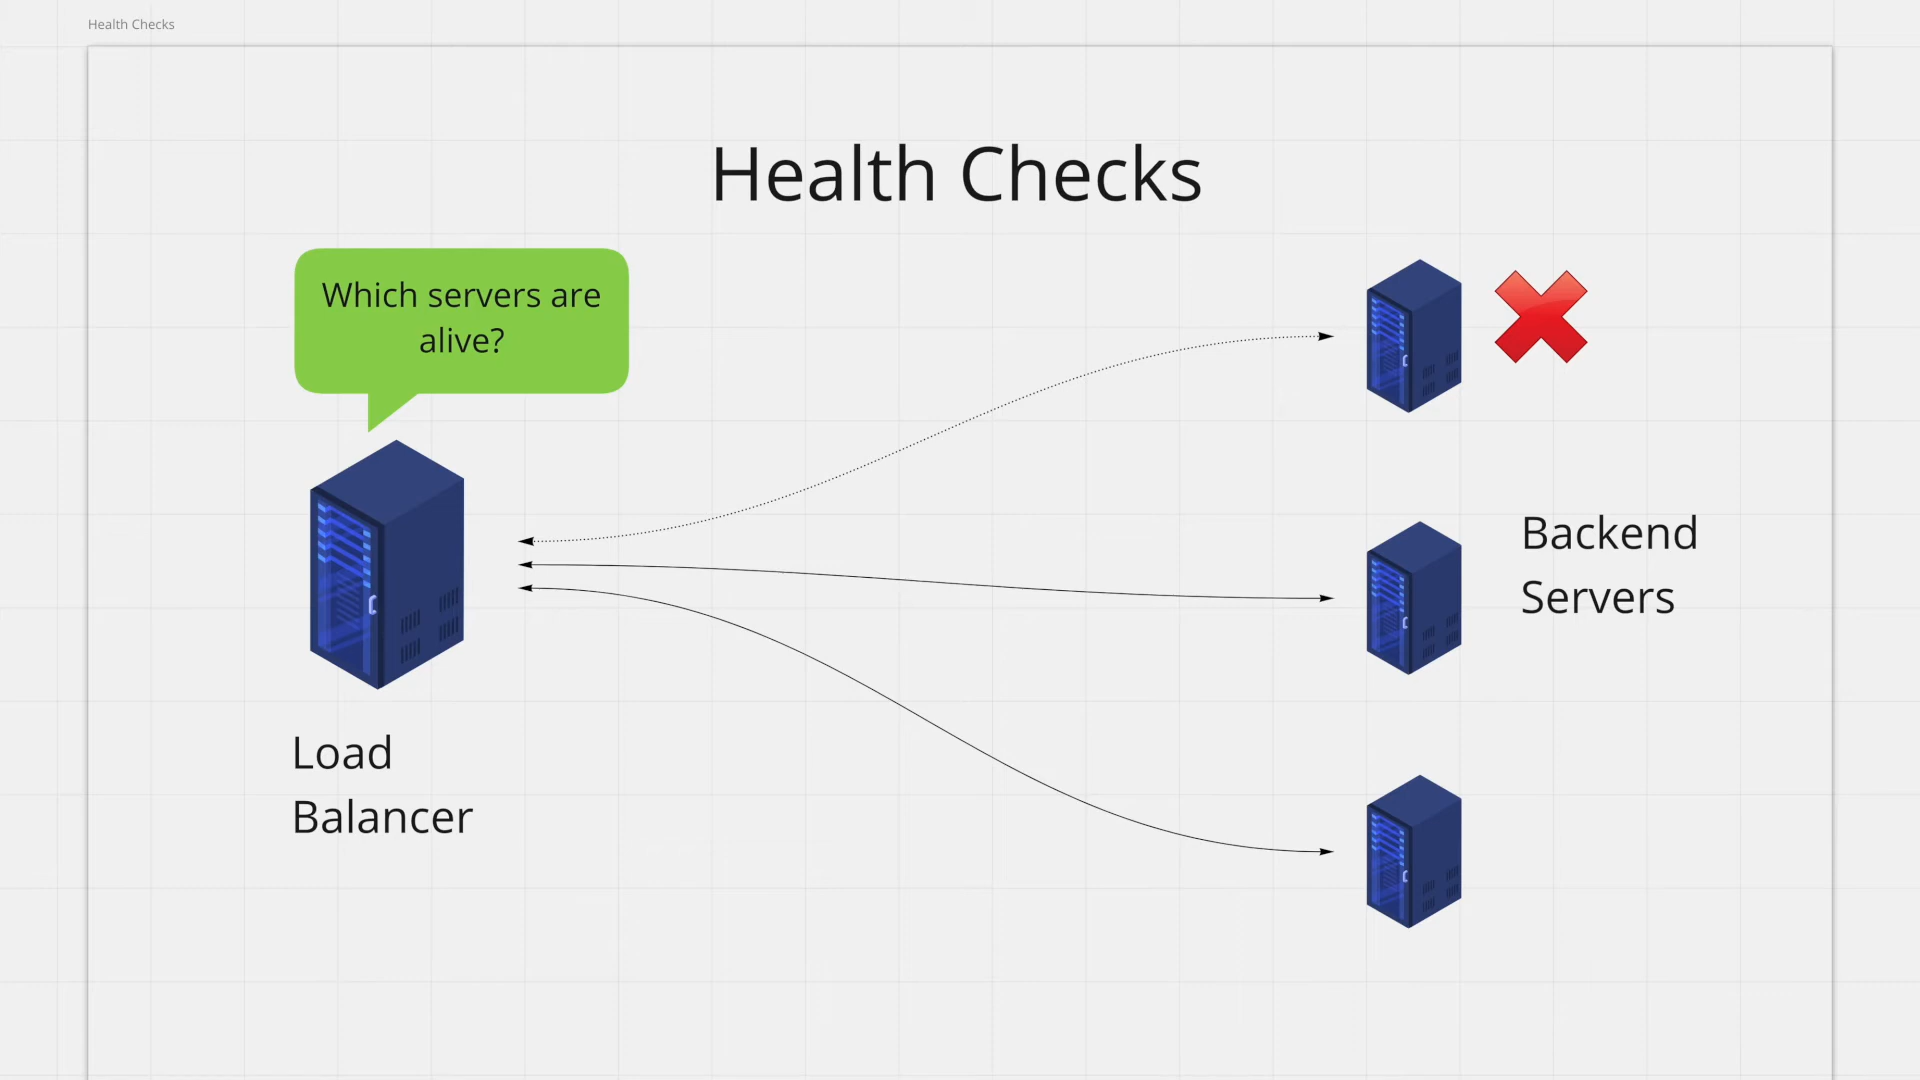 Health Checks
Health Checks
Which servers are
alive?
Backend
Servers
Load
Balancer